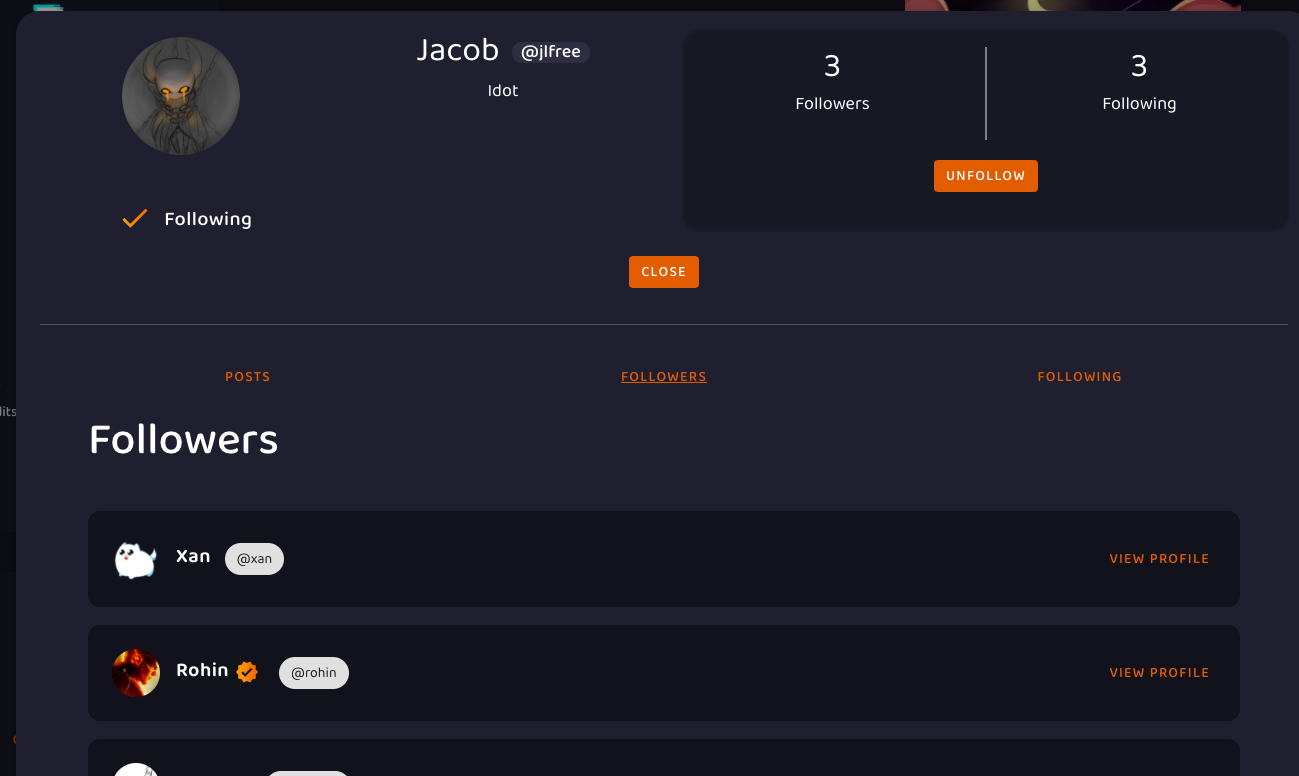 Jacob @jlfree
Idot
3
Followers
3
Following
UNFOLLOW
Following
CLOSE
POSTS
FOLLOWERS
FOLLOWING
Followers
Xan @xan
VIEW PROFILE
Rohin @rohin
VIEW PROFILE